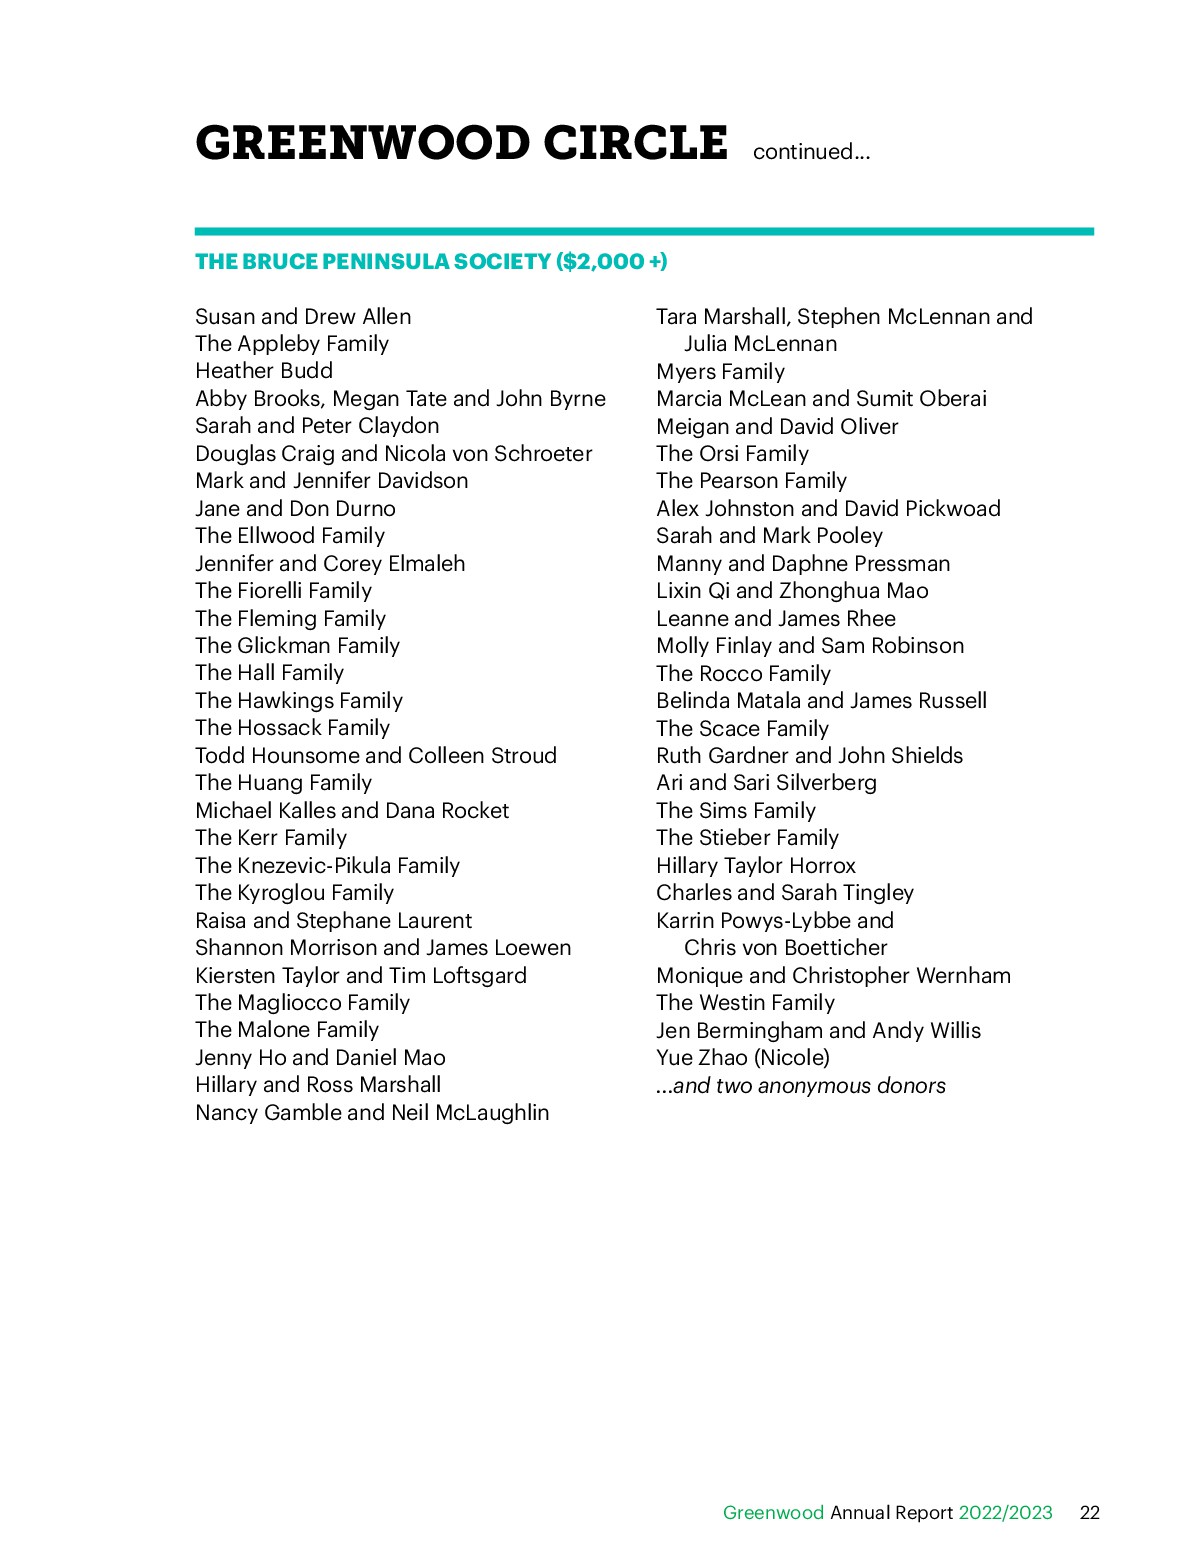 GREENWOOD CIRCLE continued...
THE BRUCE PENINSULA SOCIETY ($2,000 +)
Susan and Drew Allen
The Appleby Family
Heather Budd
Abby Brooks, Megan Tate and John Byrne
Sarah and Peter Claydon
Douglas Craig and Nicola von Schroeter
Mark and Jennifer Davidson
Jane and Don Durno
The Ellwood Family
Jennifer and Corey Elmaleh
The Fiorelli Family
The Fleming Family
The Glickman Family
The Hall Family
The Hawkings Family
The Hossack Family
Todd Hounsome and Colleen Stroud
The Huang Family
Michael Kalles and Dana Rocket
The Kerr Family
The Knezevic-Pikula Family
The Kyroglou Family
Raisa and Stephane Laurent
Shannon Morrison and James Loewen
Kiersten Taylor and Tim Loftsgard
The Magliocco Family
The Malone Family
Jenny Ho and Daniel Mao
Hillary and Ross Marshall
Nancy Gamble and Neil McLaughlin
Tara Marshall, Stephen McLennan and
Julia McLennan
Myers Family
Marcia McLean and Sumit Oberai
Meigan and David Oliver
The Orsi Family
The Pearson Family
Alex Johnston and David Pickwoad
Sarah and Mark Pooley
Manny and Daphne Pressman
Lixin Qi and Zhonghua Mao
Leanne and James Rhee
Molly Finlay and Sam Robinson
The Rocco Family
Belinda Matala and James Russell
The Scace Family
Ruth Gardner and John Shields
Ari and Sari Silverberg
The Sims Family
The Stieber Family
Hillary Taylor Horrox
Charles and Sarah Tingley
Karrin Powys-Lybbe and
Chris von Boetticher
Monique and Christopher Wernham
The Westin Family
Jen Bermingham and Andy Willis
Yue Zhao (Nicole)
...and two anonymous donors
Greenwood Annual Report 2022/2023 22